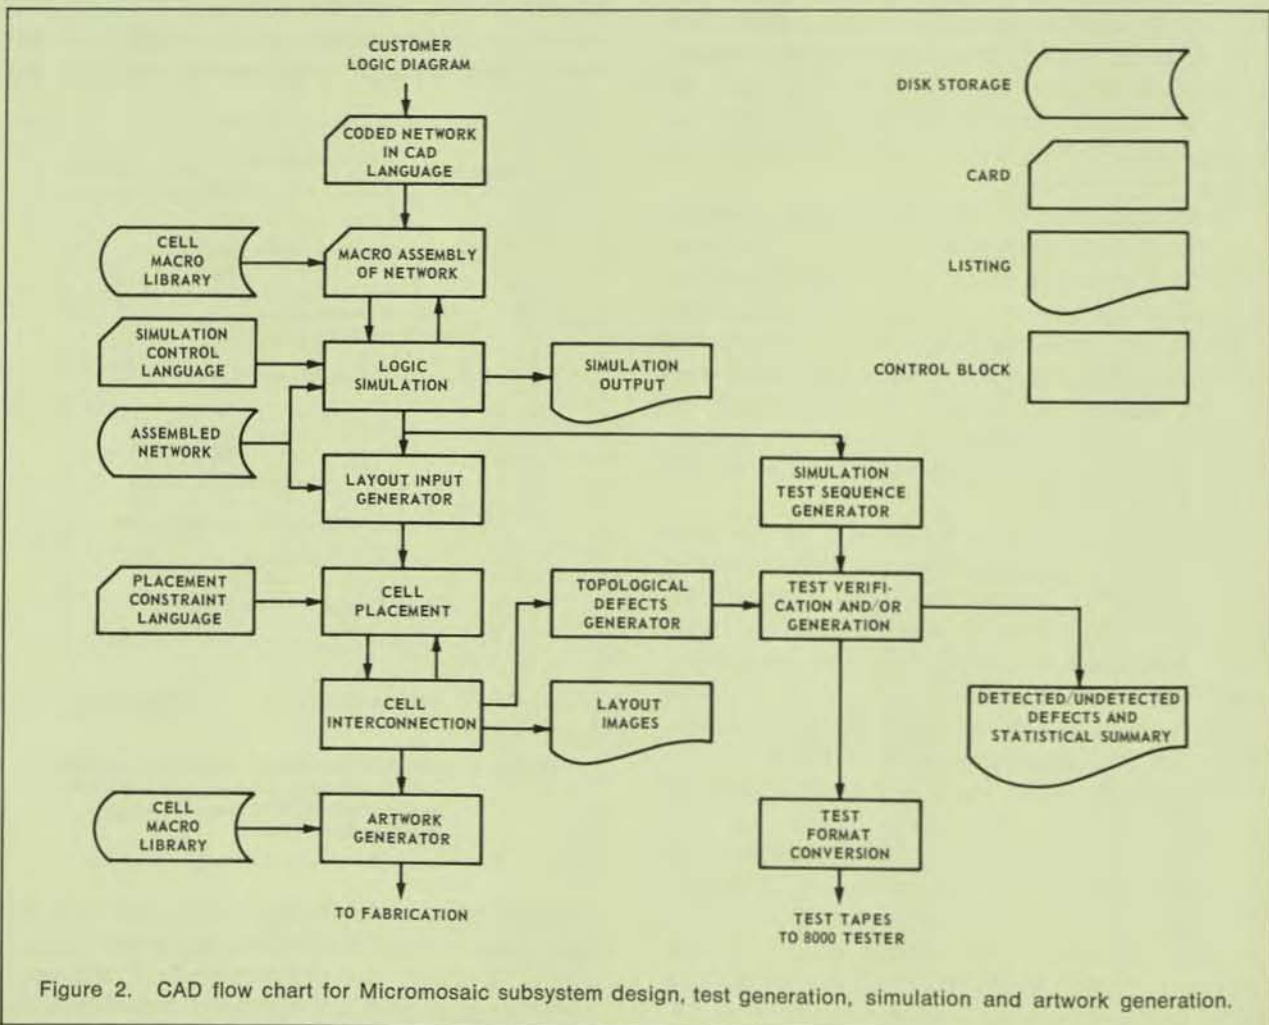 CUSTOMER
LOGIC DIAGRAM
CODED NETWORK
IN CAD
LANGUAGE
CELL
MACRO
LIBRARY
MACRO ASSEMBLY
OF NETWORK
SIMULATION
CONTROL
LANGUAGE
LOGIC
SIMULATION
SIMULATION
OUTPUT
ASSEMBLED
NETWORK
LAYOUT INPUT
GENERATOR
SIMULATION
TEST SEQUENCE
GENERATOR
PLACEMENT
CONSTRAINT
LANGUAGE
CELL
PLACEMENT
TOPOLOGICAL
DEFECTS
GENERATOR
TEST VERIFI-
CATION AND/OR
GENERATION
CELL
INTERCONNECTION
LAYOUT
IMAGES
DETECTED/UNDETECTED
DEFECTS AND
STATISTICAL SUMMARY
CELL
MACRO
LIBRARY
ARTWORK
GENERATOR
TEST
FORMAT
CONVERSION
TO FABRICATION
TEST TAPES
TO 8000 TESTER
DISK STORAGE
CARD
LISTING
CONTROL BLOCK
Figure 2. CAD flow chart for Micromosaic subsystem design, test generation, simulation and artwork generation.